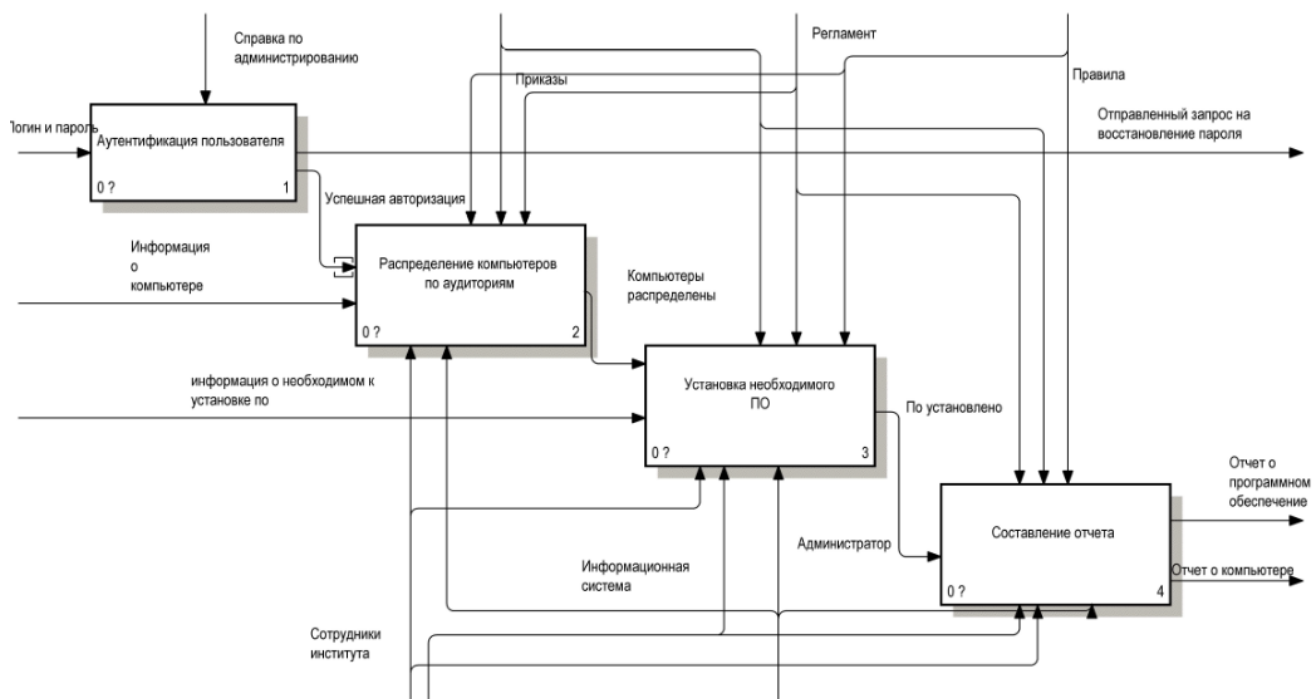 Справка по
администрированию
Регламент
Приказы
Правила
Логин и пароль
Аутентификация пользователя
0 ?
1
Отправленный запрос на
восстановление пароля
Успешная авторизация
Информация
о
компьютере
Распределение компьютеров
по аудиториям
0 ?
2
Компьютеры
распределены
информация о необходимом к
установке по
Установка необходимого
ПО
0 ?
3
По установлено
Отчет о
программном
обеспечение
Администратор
Составление отчета
0 ?
4
Отчет о компьютере
Информационная
система
Сотрудники
института